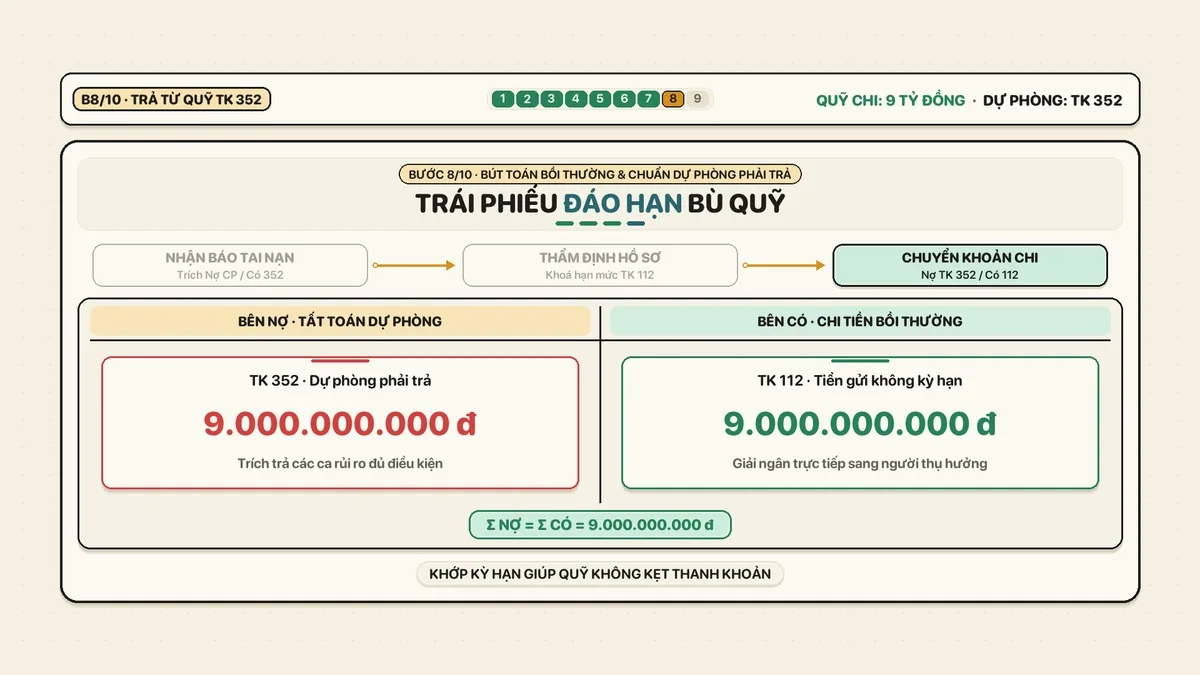 B8/10 · TRẢ TỪ QUỸ TK 352
1 2 3 4 5 6 7 8 9
QUỸ CHI: 9 TỶ ĐỒNG · DỰ PHÒNG: TK 352
BƯỚC 8/10 · BÚT TOÁN BỒI THƯỜNG & CHUẨN DỰ PHÒNG PHẢI TRẢ
TRÁI PHIẾU ĐÁO HẠN BÙ QUỸ
NHẬN BÁO TAI NẠN
Trích Nợ CP / Có 352
THẨM ĐỊNH HỒ SƠ
Khoá hạn mức TK 112
CHUYỂN KHOẢN CHI
Nợ TK 352 / Có 112
BÊN NỢ · TẤT TOÁN DỰ PHÒNG
TK 352 · Dự phòng phải trả
9.000.000.000 đ
Trích trả các ca rủi ro đủ điều kiện
BÊN CÓ · CHI TIỀN BỒI THƯỜNG
TK 112 · Tiền gửi không kỳ hạn
9.000.000.000 đ
Giải ngân trực tiếp sang người thụ hưởng
Σ NỢ = Σ CÓ = 9.000.000.000 đ
KHỚP KỲ HẠN GIÚP QUỸ KHÔNG KẸT THANH KHOẢN